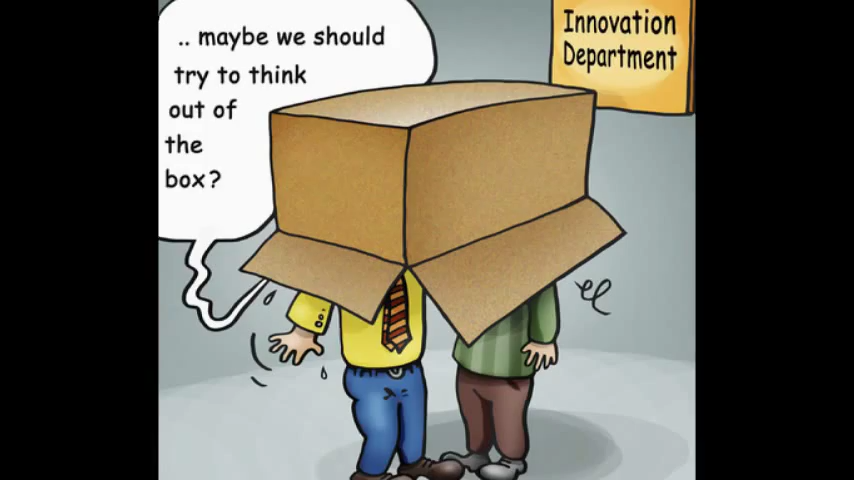 .. maybe we should
try to think
out of
the
box?
Innovation
Department